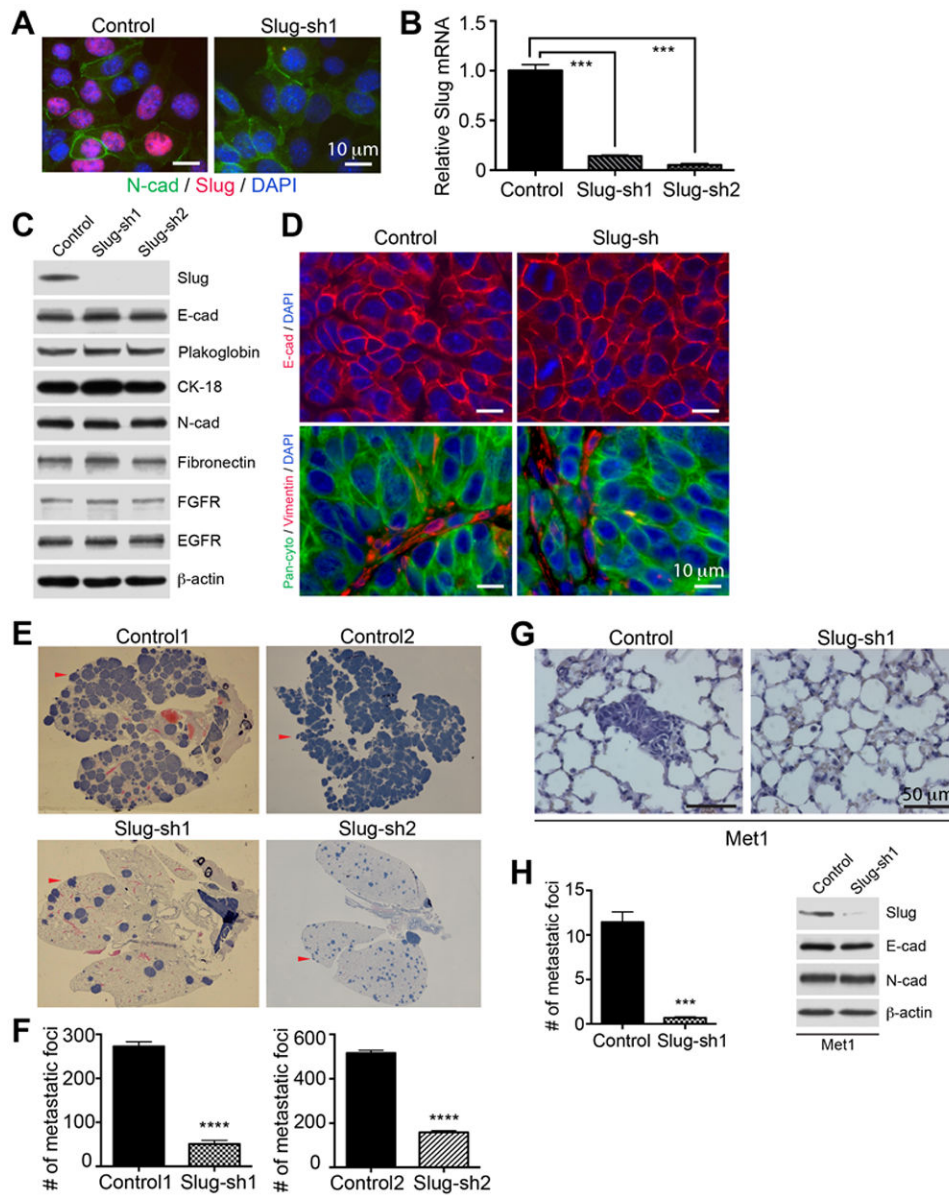 A
Control
Slug-sh1
10 μm
N-cad / Slug / DAPI
B
Relative Slug mRNA
1.5
1.0
0.5
0
***
***
Control
Slug-sh1
Slug-sh2
C
Control
Slug-sh1
Slug-sh2
Slug
E-cad
Plakoglobin
CK-18
N-cad
Fibronectin
FGFR
EGFR
β-actin
D
Control
Slug-sh
E-cad / DAPI
Pan-cyto / Vimentin / DAPI
10 μm
E
Control1
Control2
Slug-sh1
Slug-sh2
F
# of metastatic foci
300
200
100
0
****
Control1
Slug-sh1
# of metastatic foci
600
400
200
0
****
Control2
Slug-sh2
G
Control
Slug-sh1
50 μm
Met1
H
# of metastatic foci
15
10
5
0
***
Control
Slug-sh1
Control
Slug-sh1
Slug
E-cad
N-cad
β-actin
Met1